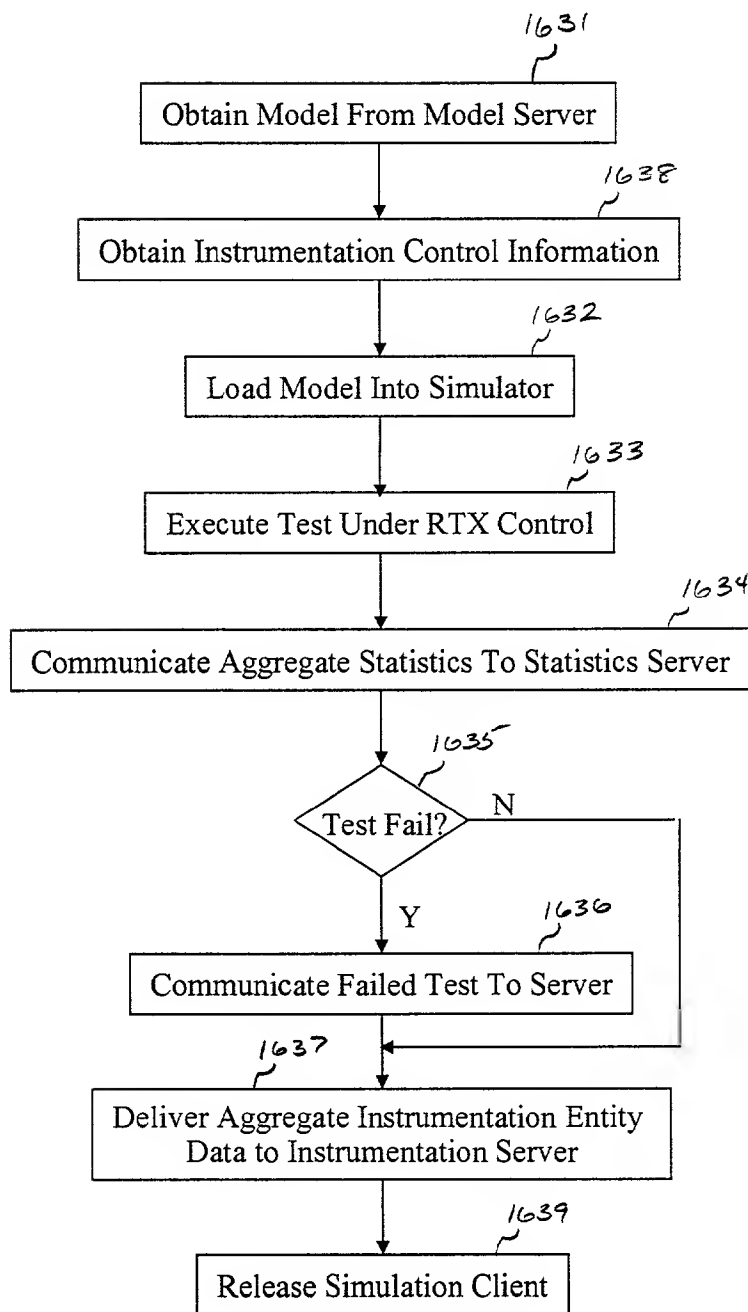 1631
Obtain Model From Model Server
1638
Obtain Instrumentation Control Information
1632
Load Model Into Simulator
1633
Execute Test Under RTX Control
1634
Communicate Aggregate Statistics To Statistics Server
1635
Test Fail?
N
Y
1636
Communicate Failed Test To Server
1637
Deliver Aggregate Instrumentation Entity
Data to Instrumentation Server
1639
Release Simulation Client